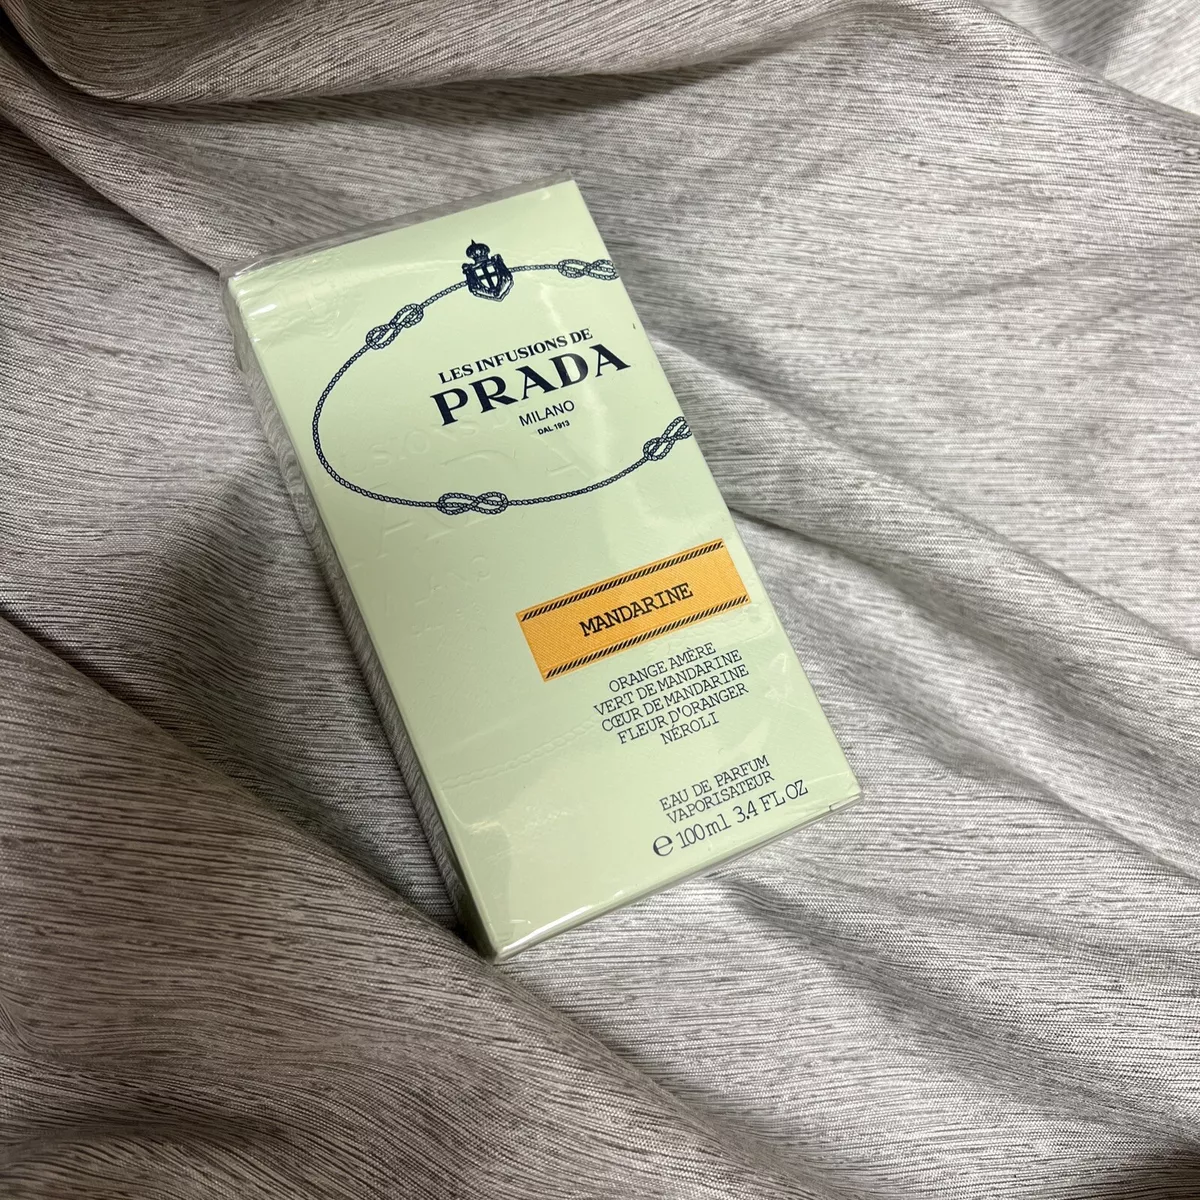 LES INFUSIONS DE
PRADA
MILANO
DAL 1913
MANDARINE
ORANGE AMÈRE
VERT DE MANDARINE
CŒUR DE MANDARINE
FLEUR D'ORANGER
NÉROLI
EAU DE PARFUM
VAPORISATEUR
℮ 100ml 3.4 FL OZ